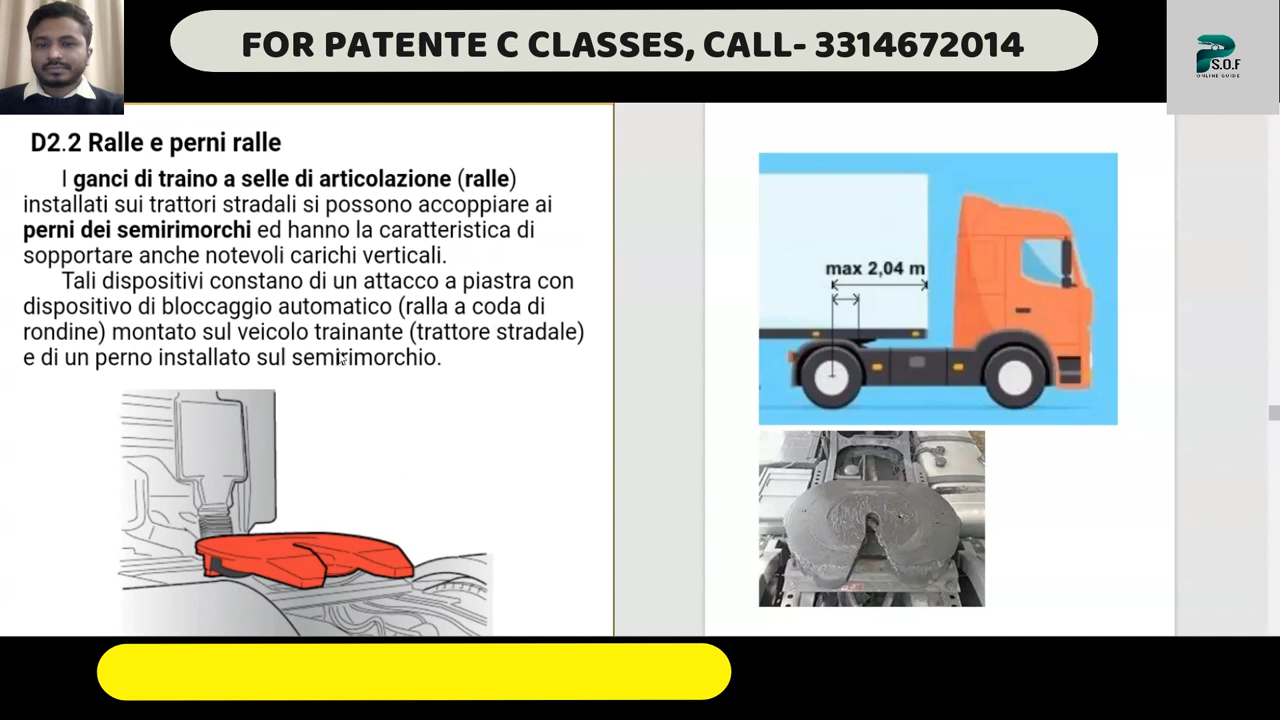 FOR PATENTE C CLASSES, CALL- 3314672014
S.O.F
ONLINE GUIDE
D2.2 Ralle e perni ralle
I ganci di traino a selle di articolazione (ralle)
installati sui trattori stradali si possono accoppiare ai
perni dei semirimorchi ed hanno la caratteristica di
sopportare anche notevoli carichi verticali.
Tali dispositivi constano di un attacco a piastra con
dispositivo di bloccaggio automatico (ralla a coda di
rondine) montato sul veicolo trainante (trattore stradale)
e di un perno installato sul semirimorchio.
max 2,04 m